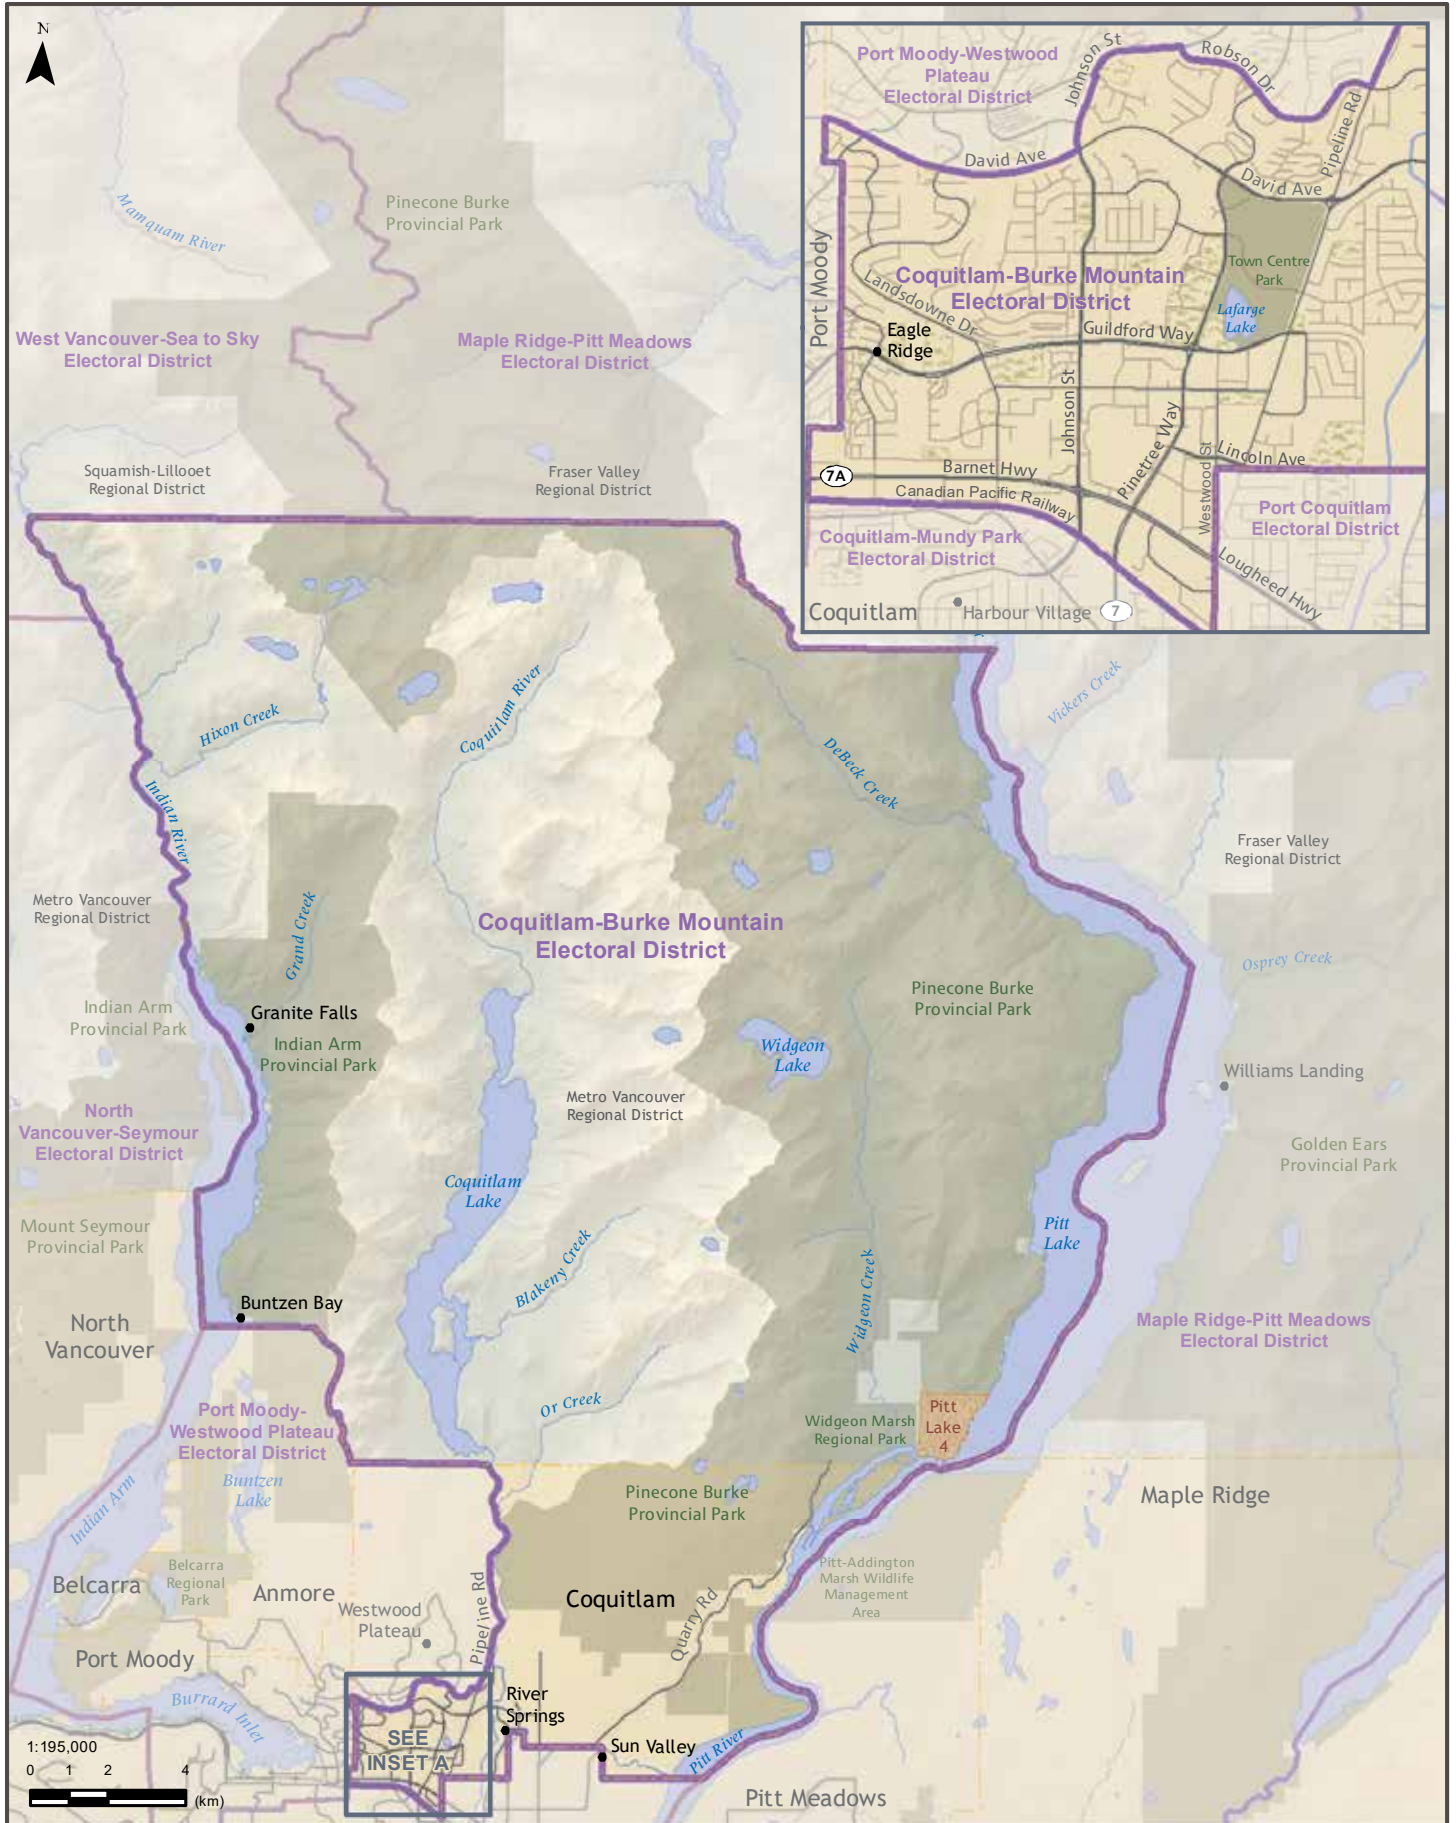 N
Port Moody-Westwood
Plateau
Electoral District
Johnson St
Robson Dr
Pipeline Rd
David Ave
David Ave
Port Moody
Town Centre
Park
Coquitlam-Burke Mountain
Electoral District
Landsdowne Dr
Lafarge
Lake
Guildford Way
Eagle
Ridge
Johnson St
Pinetree Way
Westwood St
Lincoln Ave
Barnet Hwy
7A
Canadian Pacific Railway
Port Coquitlam
Electoral District
Coquitlam-Mundy Park
Electoral District
Lougheed Hwy
Coquitlam
Harbour Village
7
Mamquam River
Pinecone Burke
Provincial Park
West Vancouver-Sea to Sky
Electoral District
Maple Ridge-Pitt Meadows
Electoral District
Squamish-Lillooet
Regional District
Fraser Valley
Regional District
Hixon Creek
Coquitlam River
Vickers Creek
DeBeck Creek
Indian River
Fraser Valley
Regional District
Metro Vancouver
Regional District
Grand Creek
Coquitlam-Burke Mountain
Electoral District
Osprey Creek
Pinecone Burke
Provincial Park
Indian Arm
Provincial Park
Granite Falls
Indian Arm
Provincial Park
Widgeon
Lake
Williams Landing
Metro Vancouver
Regional District
North
Vancouver-Seymour
Electoral District
Golden Ears
Provincial Park
Coquitlam
Lake
Mount Seymour
Provincial Park
Pitt
Lake
Blakeny Creek
Widgeon Creek
Buntzen Bay
North
Vancouver
Maple Ridge-Pitt Meadows
Electoral District
Or Creek
Port Moody-
Westwood Plateau
Electoral District
Widgeon Marsh
Regional Park
Pitt
Lake
4
Buntzen
Lake
Indian Arm
Pinecone Burke
Provincial Park
Maple Ridge
Belcarra
Belcarra
Regional
Park
Anmore
Pitt-Addington
Marsh Wildlife
Management
Area
Westwood
Plateau
Pipeline Rd
Coquitlam
Quarry Rd
Port Moody
Burrard Inlet
River
Springs
SEE
INSET A
Sun Valley
Pitt River
Pitt Meadows
1:195,000
0 1 2 4
(km)